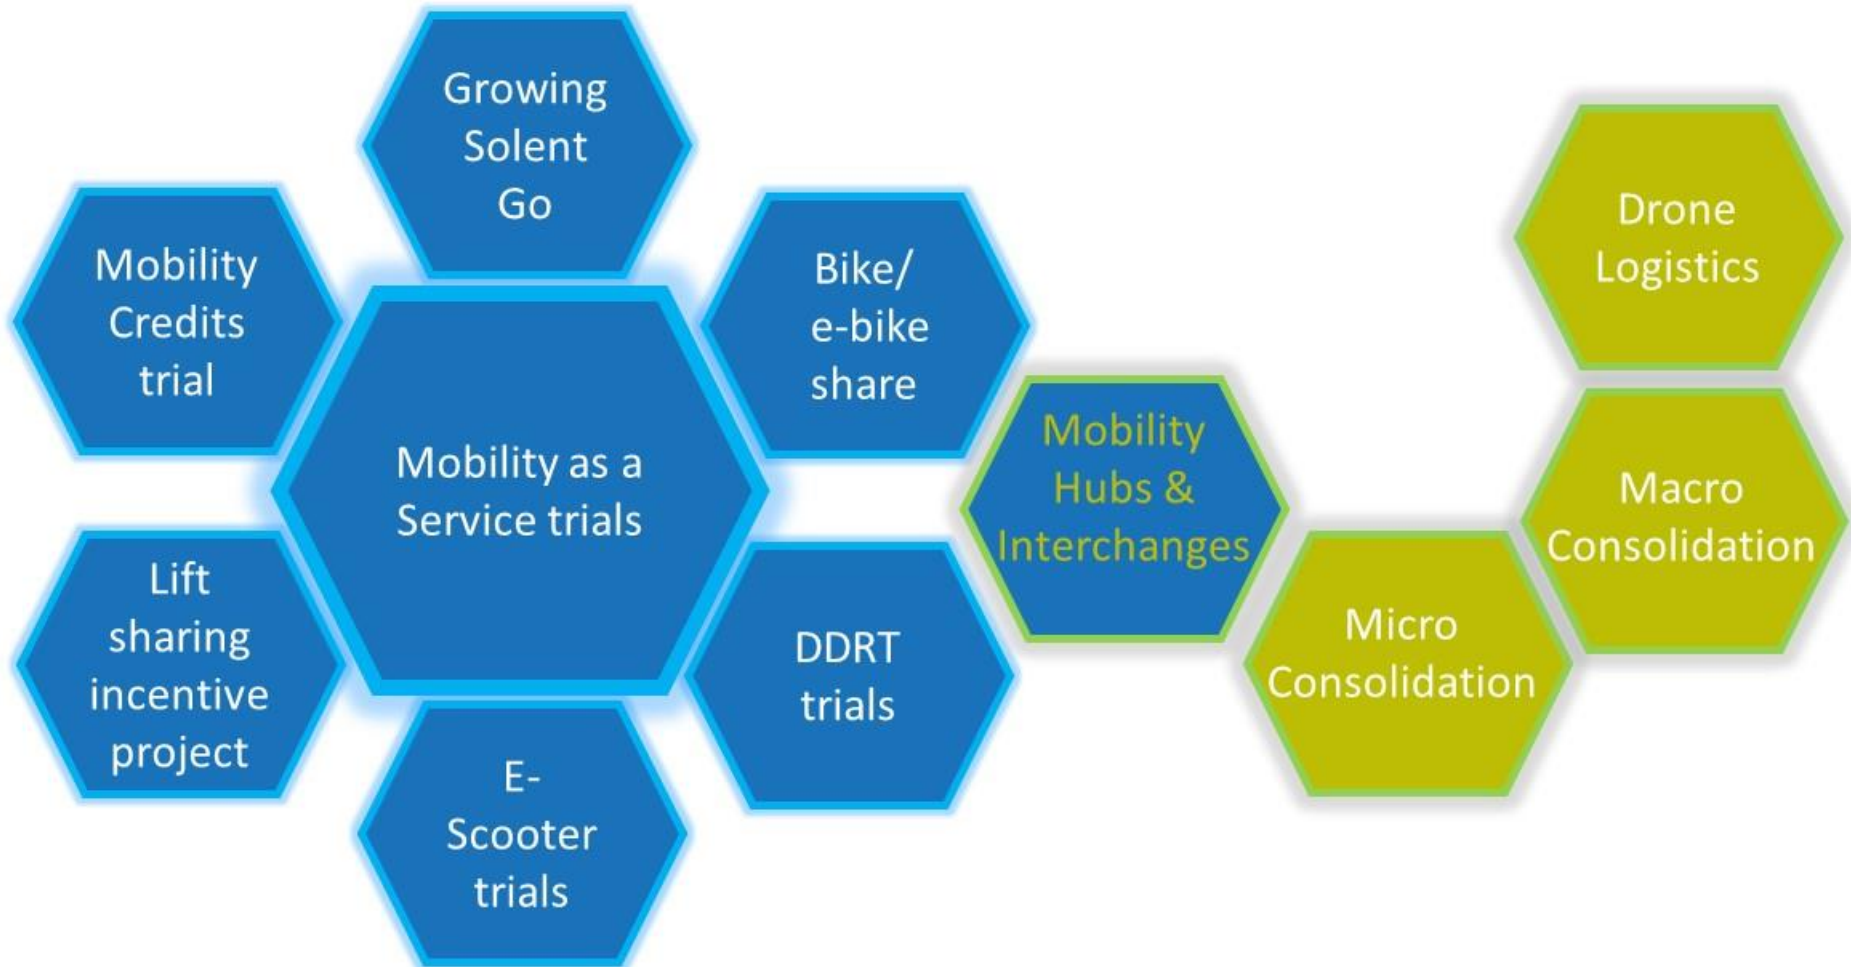 Growing
Solent
Go
Mobility
Credits
trial
Bike/
e-bike
share
Mobility as a
Service trials
Lift
sharing
incentive
project
E-
Scooter
trials
DDRT
trials
Mobility
Hubs &
Interchanges
Micro
Consolidation
Macro
Consolidation
Drone
Logistics